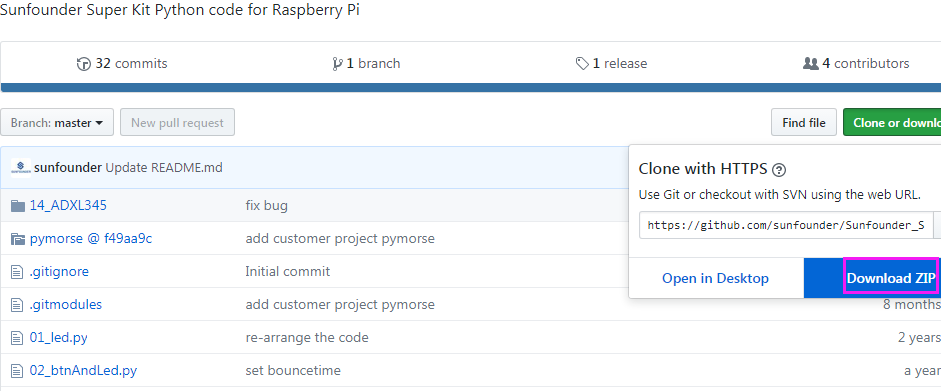 Sunfounder Super Kit Python code for Raspberry Pi
32 commits 1 branch 1 release 4 contributors
Branch: master New pull request Find file Clone or downlo
sunfounder Update README.md
Clone with HTTPS ?
Use Git or checkout with SVN using the web URL.
https://github.com/sunfounder/Sunfounder_S
Open in Desktop Download ZIP
14_ADXL345 fix bug
pymorse @ f49aa9c add customer project pymorse
.gitignore Initial commit
.gitmodules add customer project pymorse 8 months
01_led.py re-arrange the code 2 years
02_btnAndLed.py set bouncetime a year